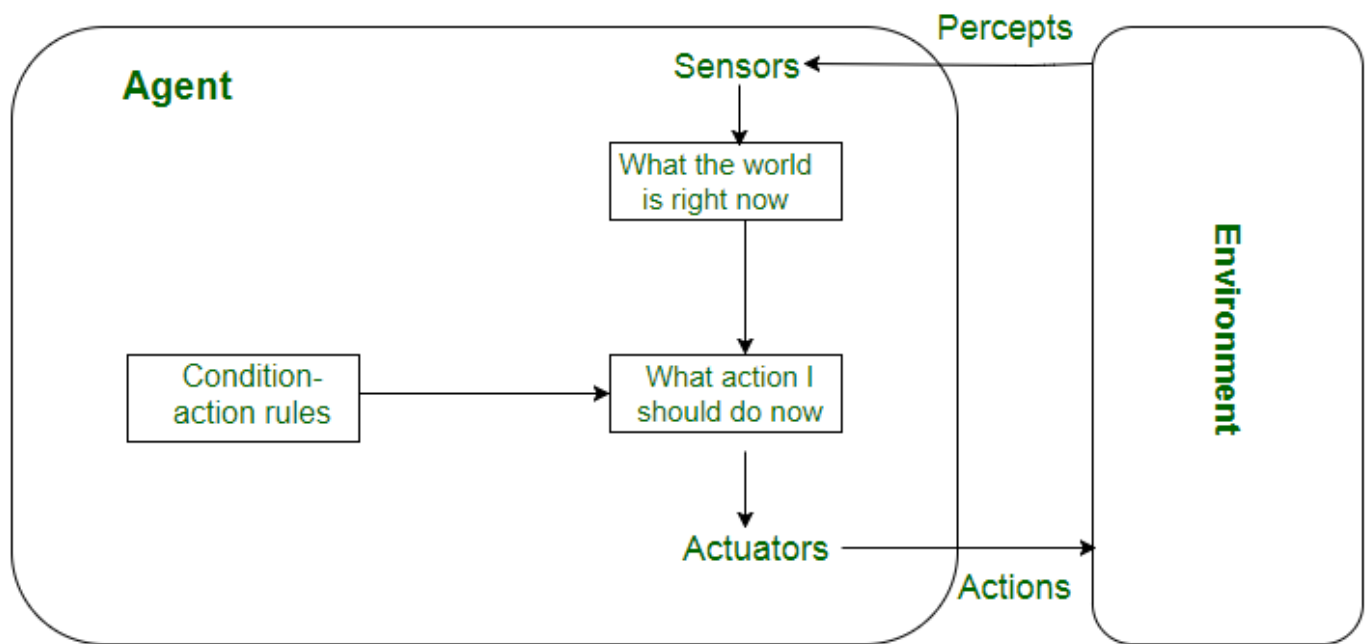 Percepts
Sensors
Agent
What the world
is right now
Environment
Condition-
action rules
What action I
should do now
Actuators
Actions